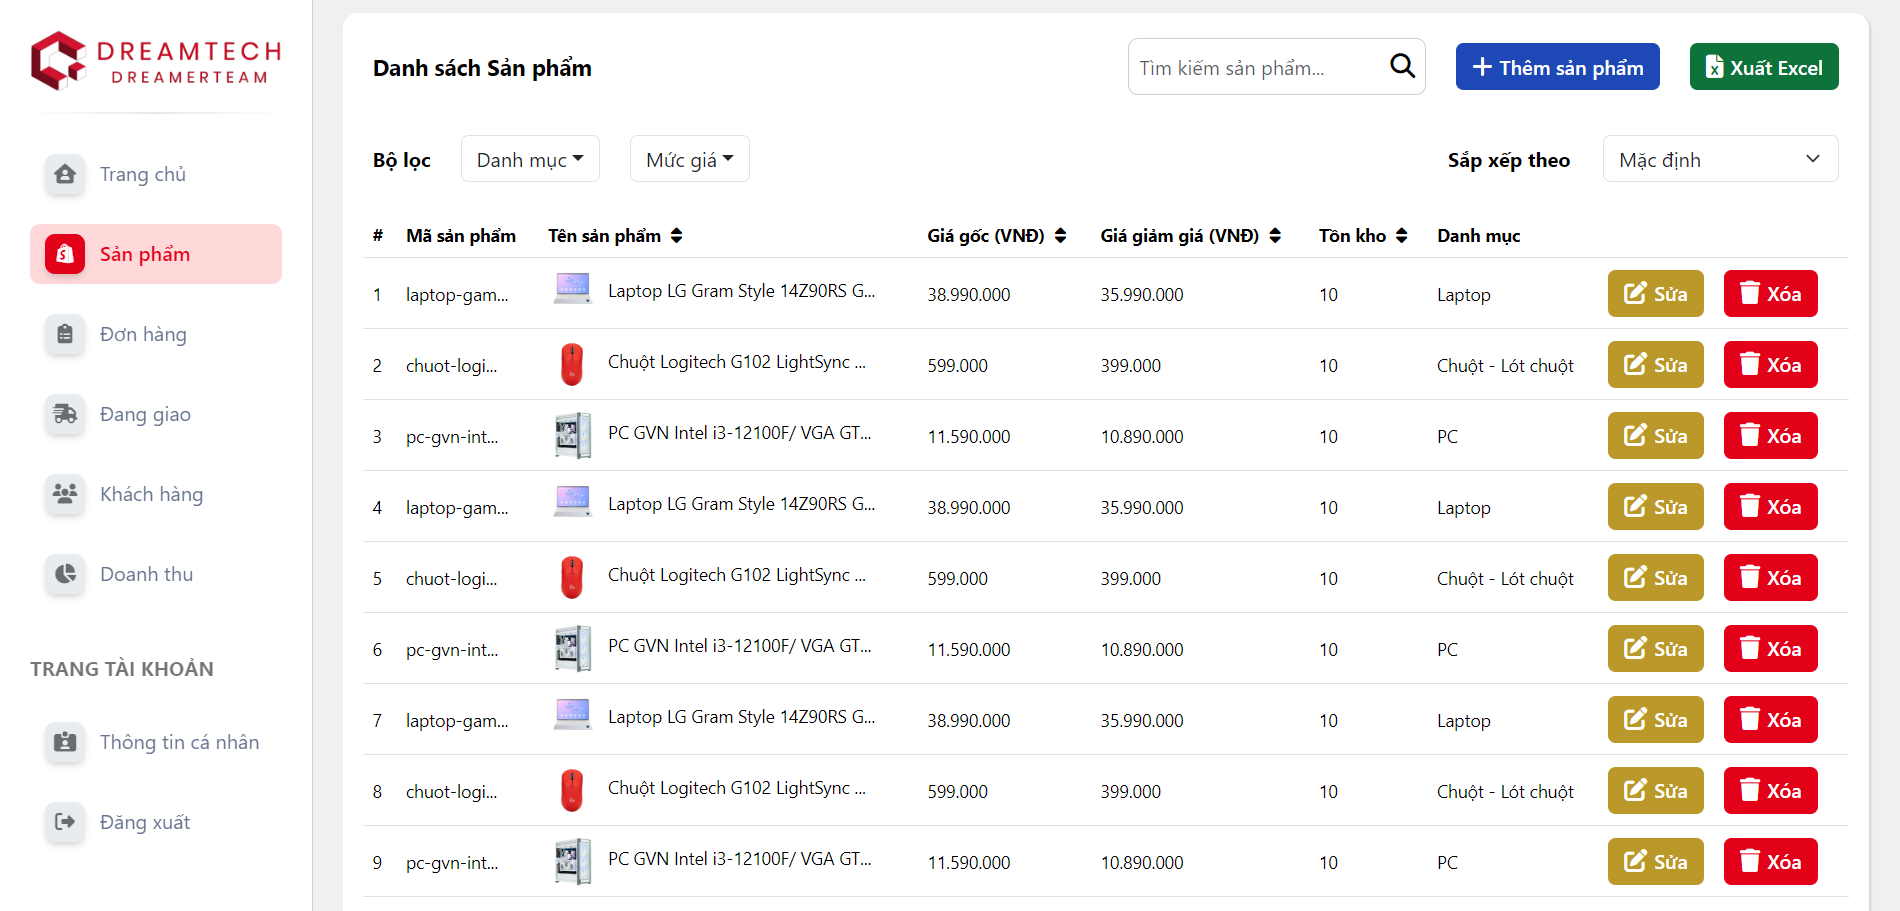 DREAMTECH
DREAMERTEAM
Trang chủ
Sản phẩm
Đơn hàng
Đang giao
Khách hàng
Doanh thu
TRANG TÀI KHOẢN
Thông tin cá nhân
Đăng xuất
Danh sách Sản phẩm
Tìm kiếm sản phẩm...
Thêm sản phẩm
Xuất Excel
Bộ lọc Danh mục Mức giá Sắp xếp theo Mặc định
# Mã sản phẩm Tên sản phẩm Giá gốc (VNĐ) Giá giảm giá (VNĐ) Tồn kho Danh mục
1 laptop-gam... Laptop LG Gram Style 14Z90RS G... 38.990.000 35.990.000 10 Laptop Sửa Xóa
2 chuot-logi... Chuột Logitech G102 LightSync ... 599.000 399.000 10 Chuột - Lót chuột Sửa Xóa
3 pc-gvn-int... PC GVN Intel i3-12100F/ VGA GT... 11.590.000 10.890.000 10 PC Sửa Xóa
4 laptop-gam... Laptop LG Gram Style 14Z90RS G... 38.990.000 35.990.000 10 Laptop Sửa Xóa
5 chuot-logi... Chuột Logitech G102 LightSync ... 599.000 399.000 10 Chuột - Lót chuột Sửa Xóa
6 pc-gvn-int... PC GVN Intel i3-12100F/ VGA GT... 11.590.000 10.890.000 10 PC Sửa Xóa
7 laptop-gam... Laptop LG Gram Style 14Z90RS G... 38.990.000 35.990.000 10 Laptop Sửa Xóa
8 chuot-logi... Chuột Logitech G102 LightSync ... 599.000 399.000 10 Chuột - Lót chuột Sửa Xóa
9 pc-gvn-int... PC GVN Intel i3-12100F/ VGA GT... 11.590.000 10.890.000 10 PC Sửa Xóa